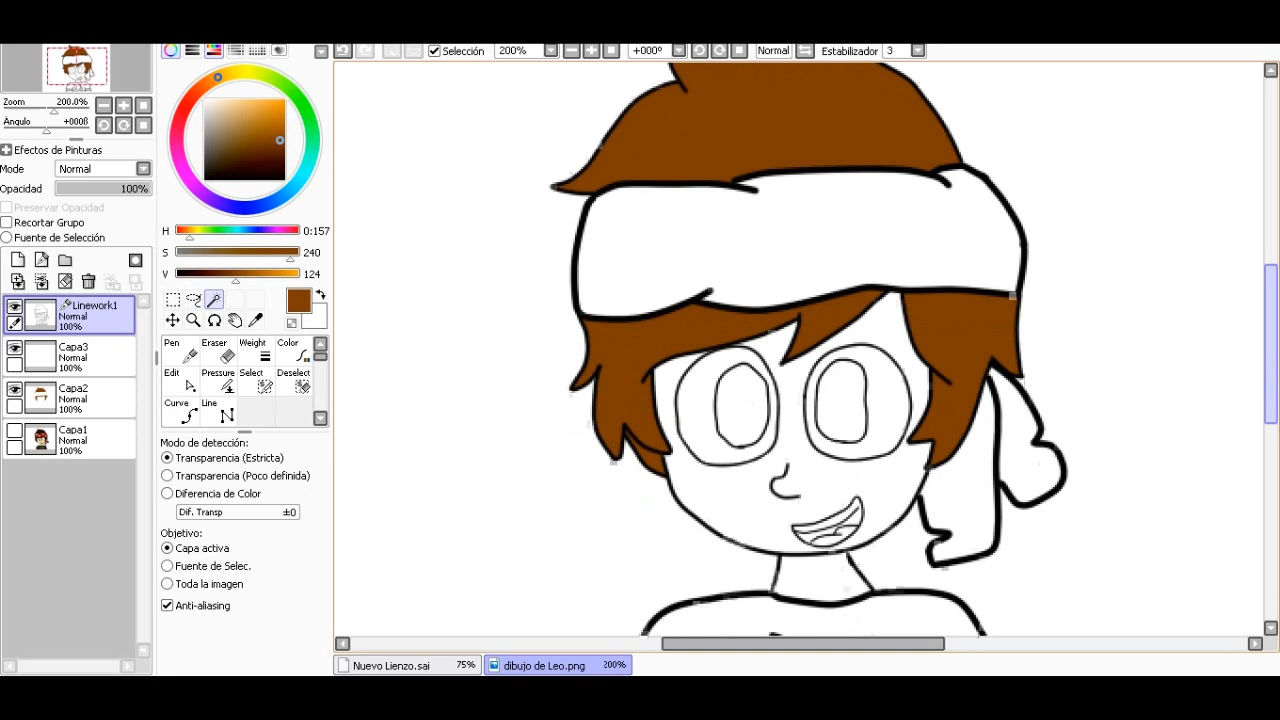 Selección 200% +000º Normal Estabilizador 3
Zoom 200.0%
Ángulo +000ß
Efectos de Pinturas
Mode Normal
Opacidad 100%
Preservar Opacidad
Recortar Grupo
Fuente de Selección
Linework1
Normal
100%
Capa3
Normal
100%
Capa2
Normal
100%
Capa1
Normal
100%
H 0:157
S 240
V 124
Pen Eraser Weight Color
Edit Pressure Select Deselect
Curve Line
Modo de detección:
Transparencia (Estricta)
Transparencia (Poco definida)
Diferencia de Color
Dif. Transp ±0
Objetivo:
Capa activa
Fuente de Selec.
Toda la imagen
Anti-aliasing
Nuevo Lienzo.sai 75% dibujo de Leo.png 200%